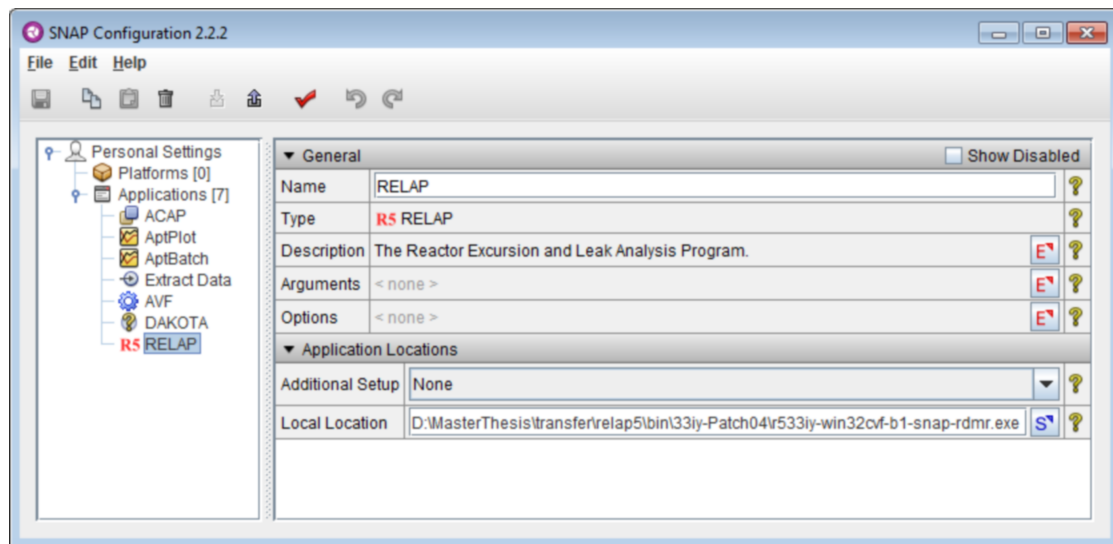 SNAP Configuration 2.2.2
File Edit Help
Personal Settings
Platforms [0]
Applications [7]
ACAP
AptPlot
AptBatch
Extract Data
AVF
DAKOTA
R5 RELAP
General Show Disabled
Name RELAP
Type R5 RELAP
Description The Reactor Excursion and Leak Analysis Program. E
Arguments < none > E
Options < none > E
Application Locations
Additional Setup None
Local Location D:\MasterThesis\transfer\relap5\bin\33iy-Patch04\r533iy-win32cvf-b1-snap-rdmr.exe S